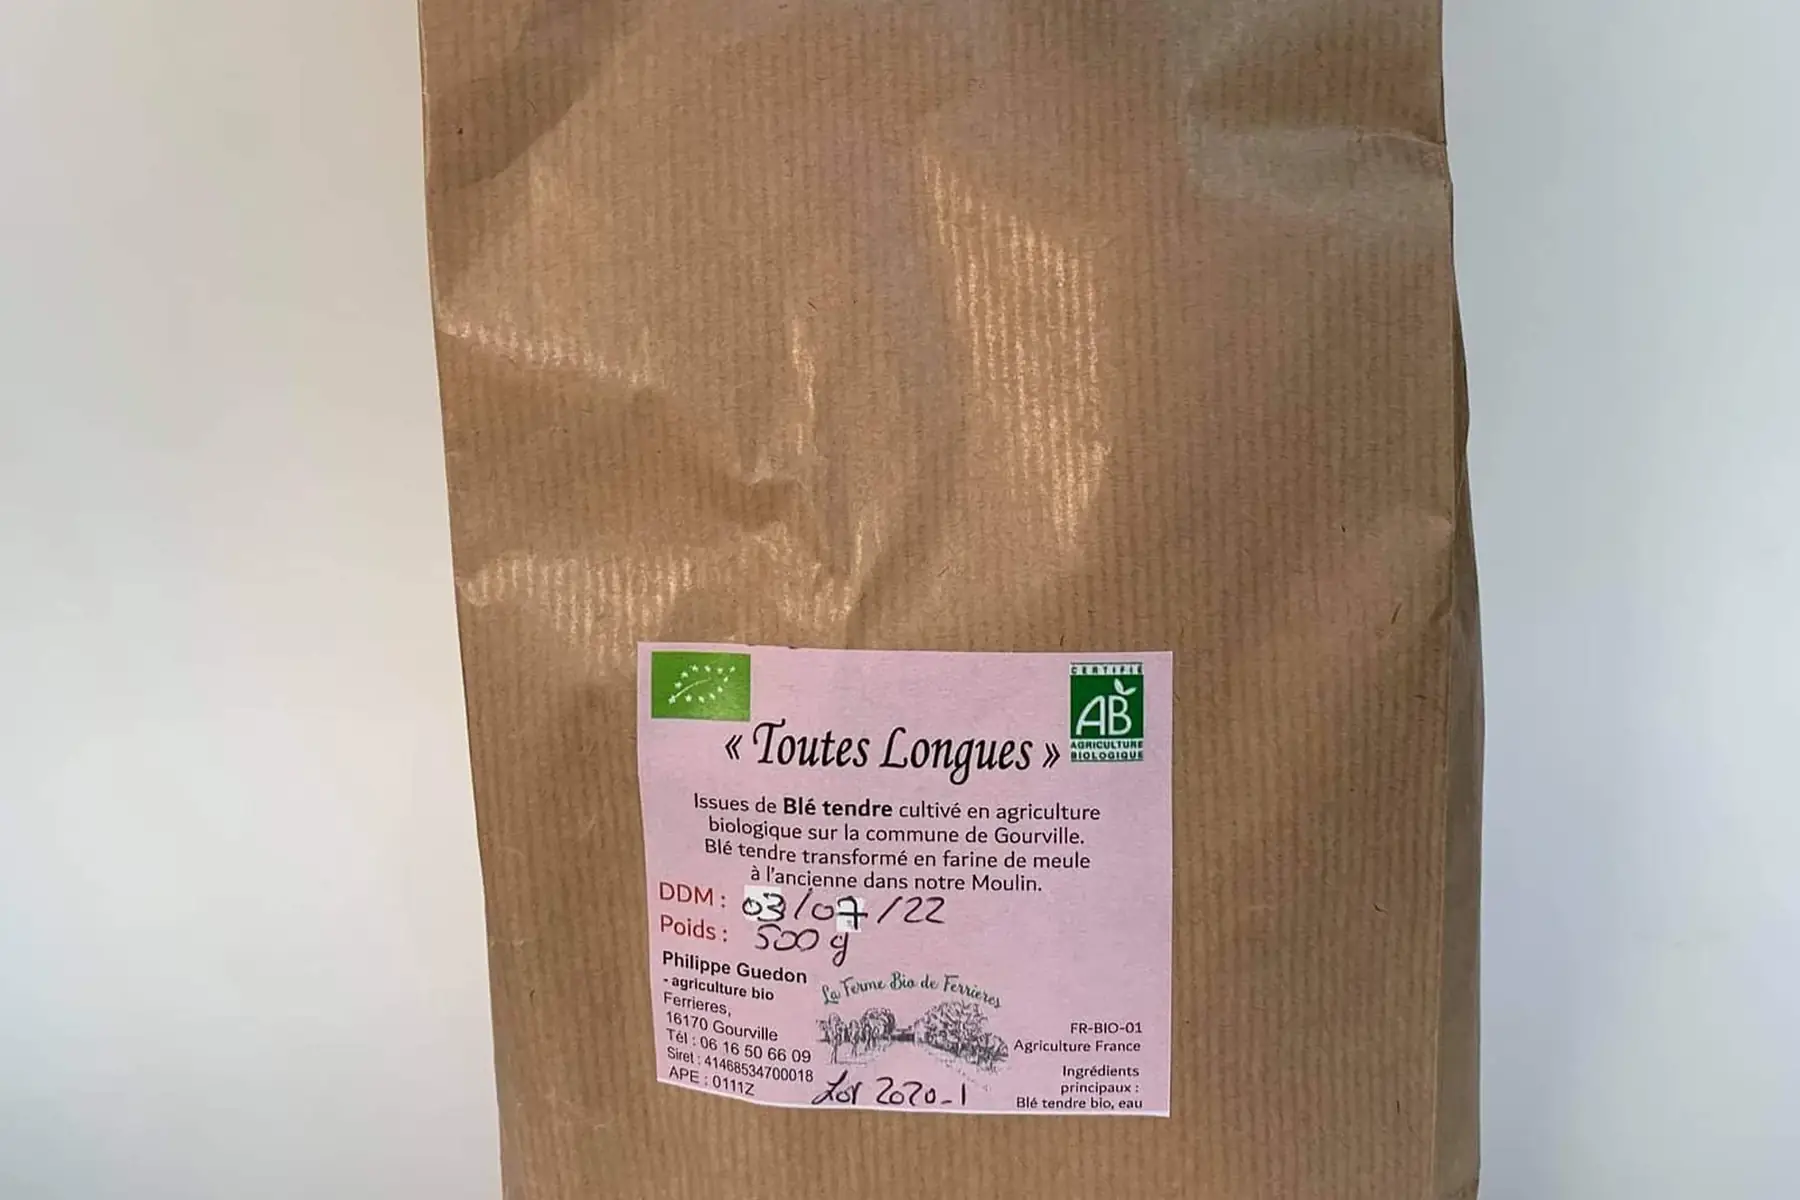 CERTIFIÉ
AB
AGRICULTURE
BIOLOGIQUE
« Toutes Longues »
Issues de Blé tendre cultivé en agriculture
biologique sur la commune de Gourville.
Blé tendre transformé en farine de meule
à l'ancienne dans notre Moulin.
DDM : 03/07/22
Poids : 500 g
Philippe Guedon
- agriculture bio
Ferrieres,
16170 Gourville
Tél : 06 16 50 66 09
Siret : 41468534700018
APE : 0111Z
La Ferme Bio de Ferrieres
Lot 2020-1
FR-BIO-01
Agriculture France
Ingrédients
principaux :
Blé tendre bio, eau